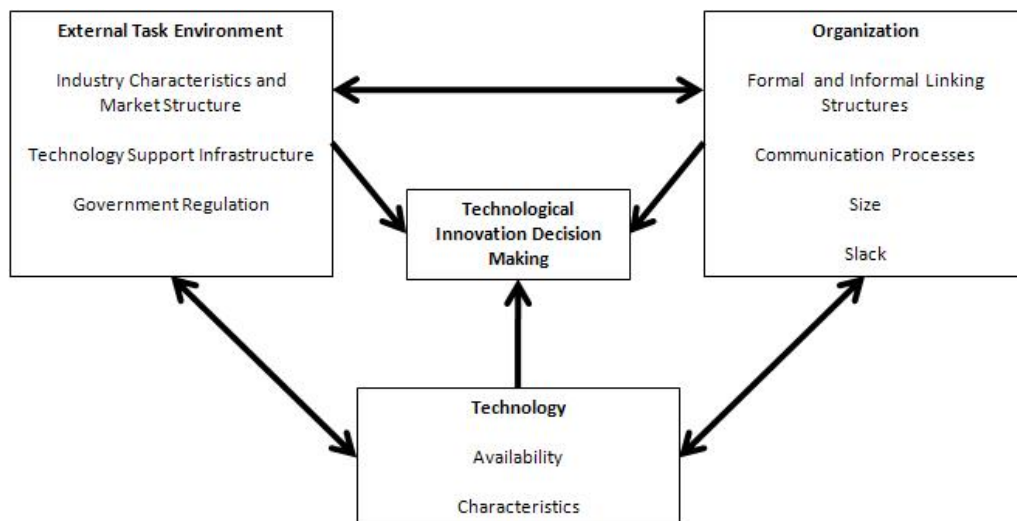 External Task Environment
Industry Characteristics and
Market Structure
Technology Support Infrastructure
Government Regulation
Organization
Formal and Informal Linking
Structures
Communication Processes
Size
Slack
Technological
Innovation Decision
Making
Technology
Availability
Characteristics